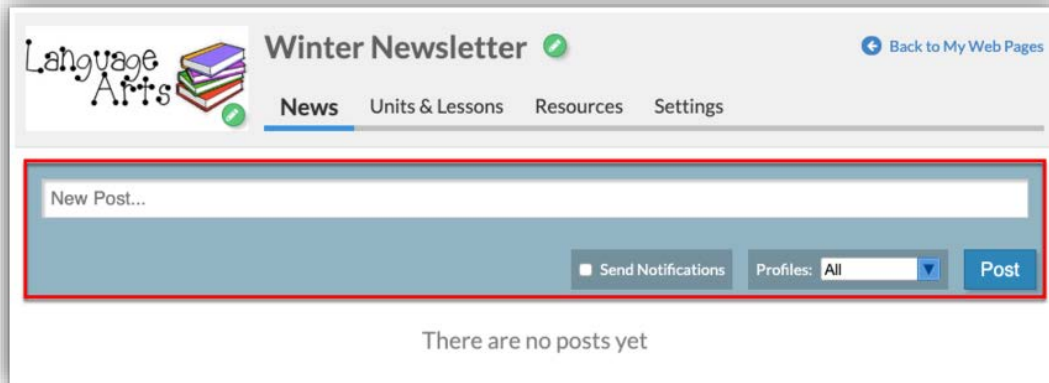 Language
Arts
Winter Newsletter
Back to My Web Pages
News Units & Lessons Resources Settings
New Post...
Send Notifications Profiles: All Post
There are no posts yet